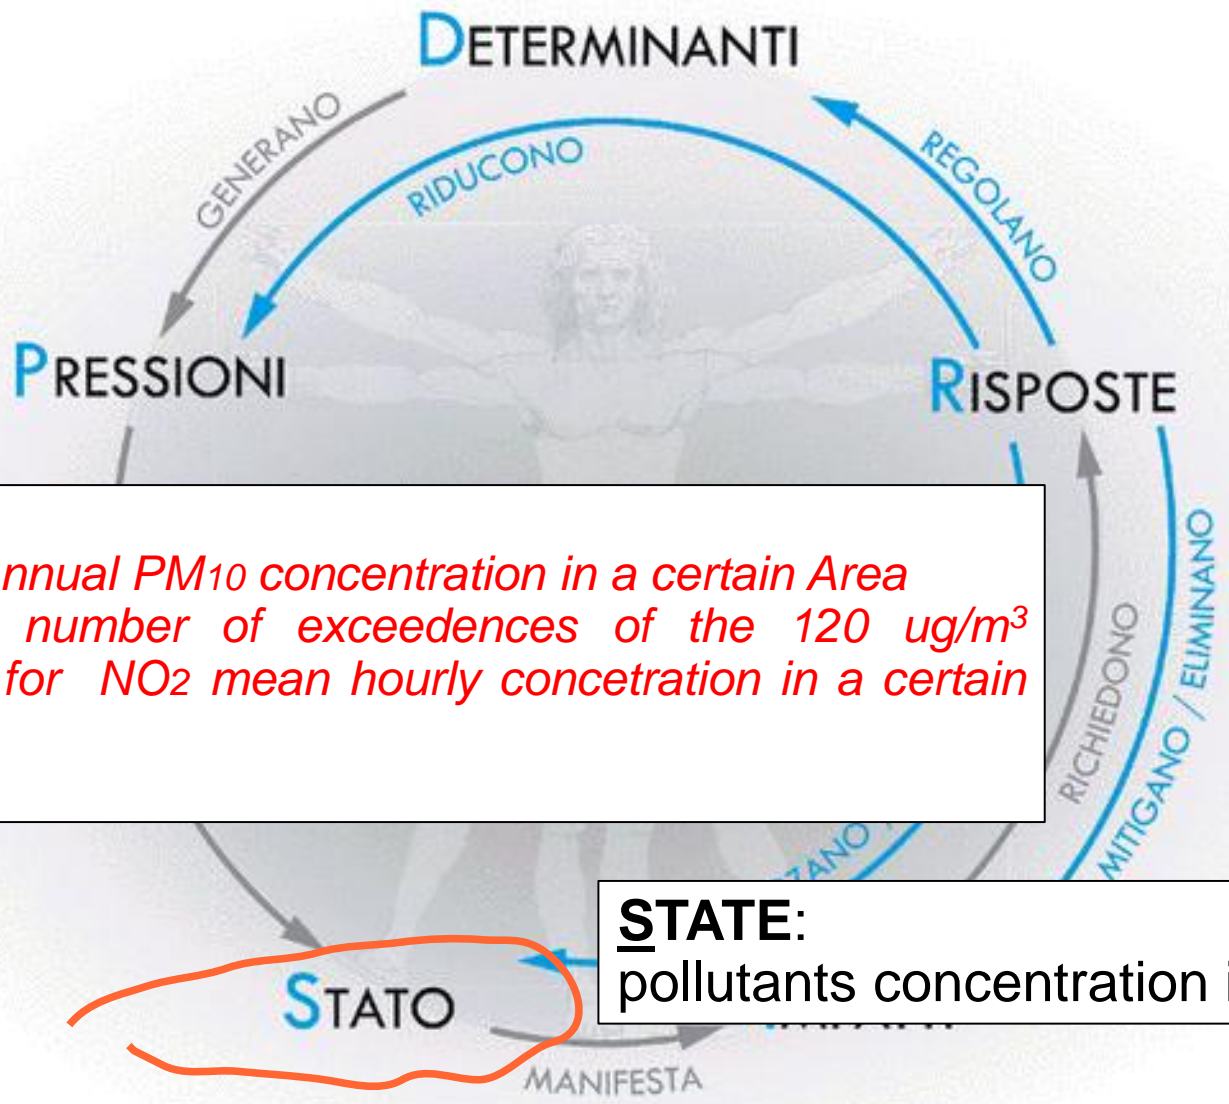 DETERMINANTI
GENERANO
RIDUCONO
REGOLANO
PRESSIONI
RISPOSTE
nnual PM10 concentration in a certain Area
number of exceedences of the 120 ug/m³
for NO2 mean hourly concetration in a certain
RICHIEDONO
MITIGANO / ELIMINANO
STATE:
pollutants concentration
STATO
MANIFESTA